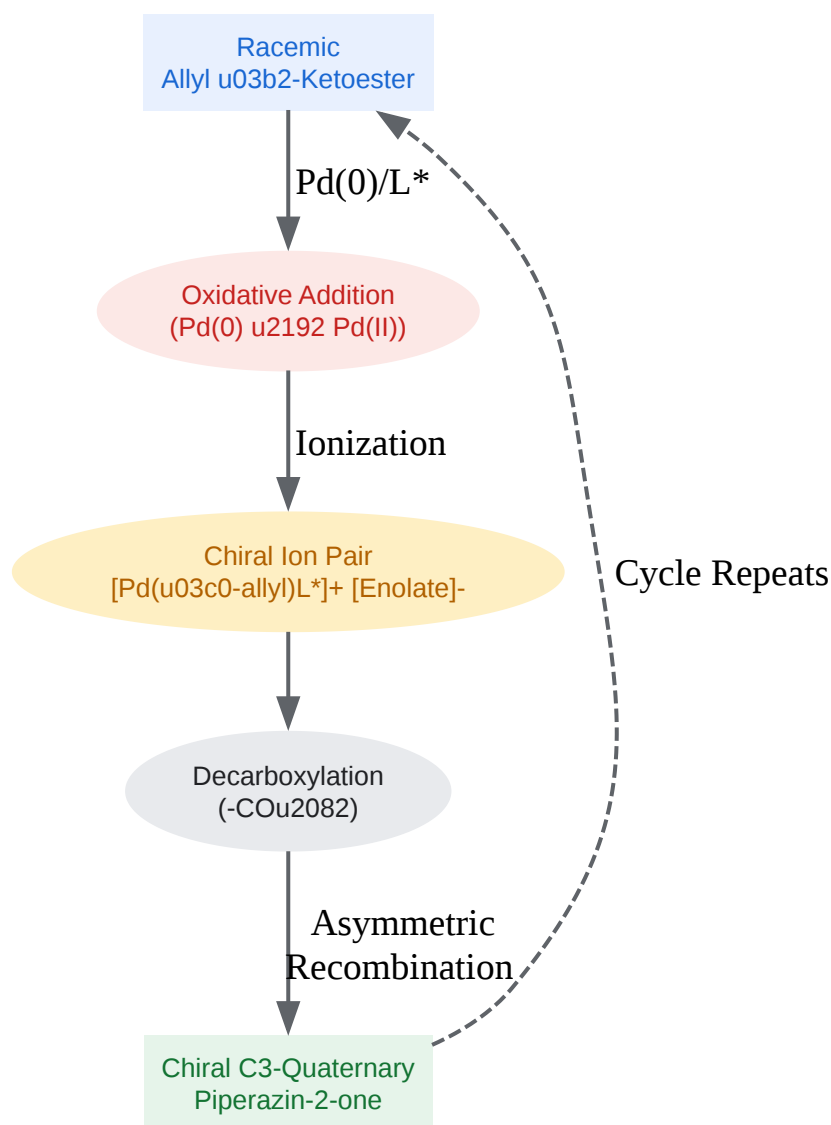 Racemic
Allyl u03b2-Ketoester
Pd(0)/L*
Oxidative Addition
(Pd(0) u2192 Pd(II))
Ionization
Chiral Ion Pair
[Pd(u03c0-allyl)L*]+ [Enolate]-
Cycle Repeats
Decarboxylation
(-COu2082)
Asymmetric
Recombination
Chiral C3-Quaternary
Piperazin-2-one